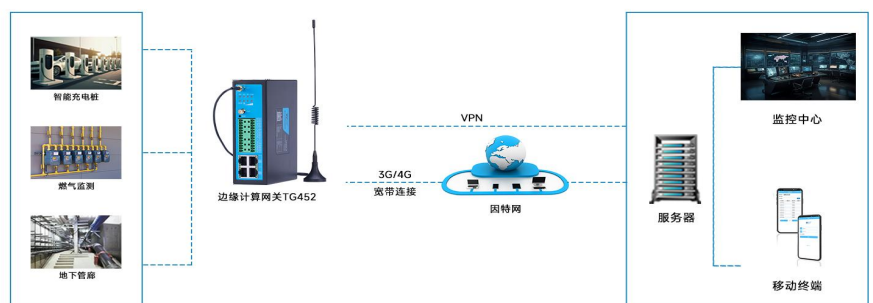 智能充电桩
燃气监测
地下管廊
边缘计算网关TG452
VPN
3G/4G
宽带连接
因特网
服务器
监控中心
移动终端